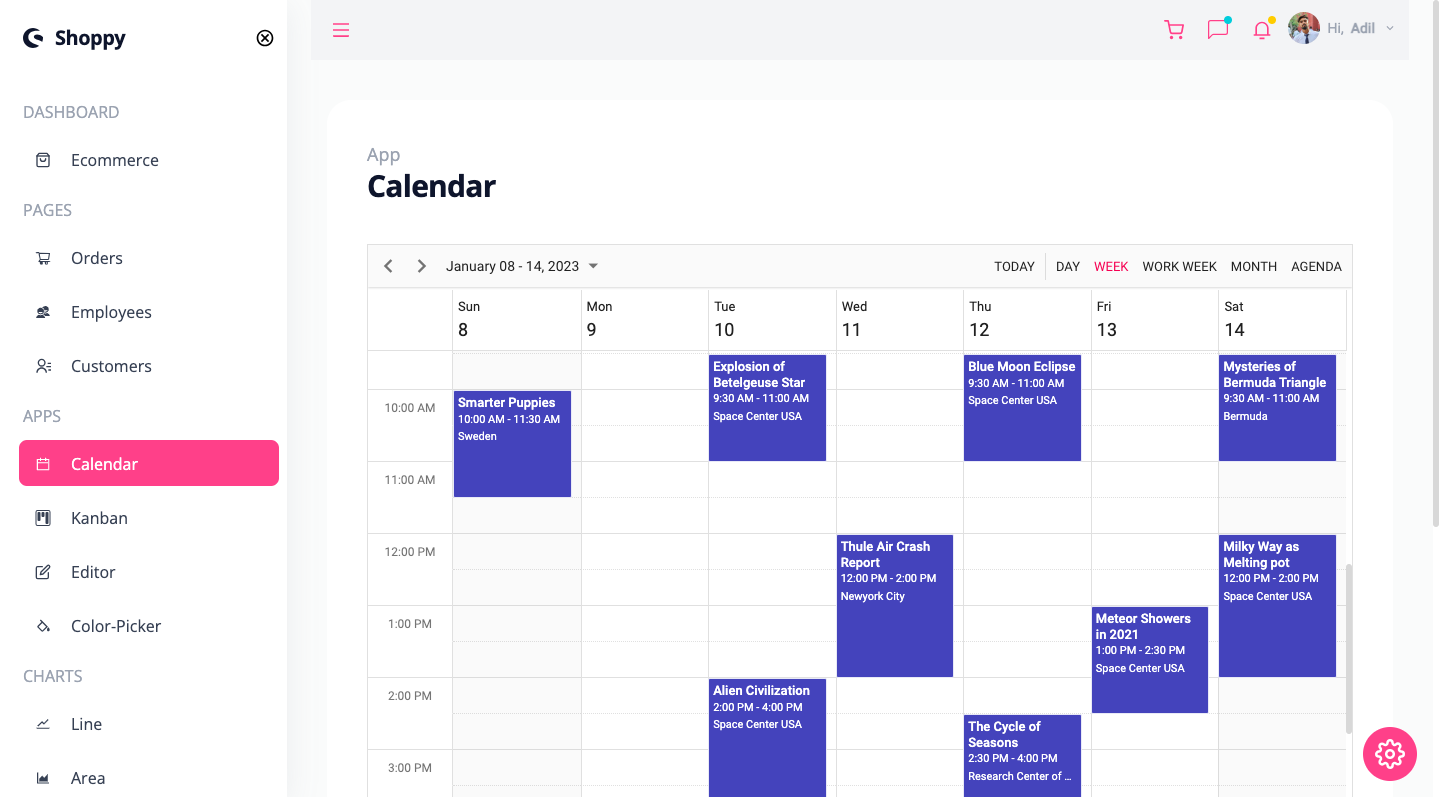 Shoppy
Hi, Adil
DASHBOARD
Ecommerce
PAGES
Orders
Employees
Customers
APPS
Calendar
Kanban
Editor
Color-Picker
CHARTS
Line
Area
App
Calendar
January 08 - 14, 2023
TODAY
DAY
WEEK
WORK WEEK
MONTH
AGENDA
Sun
8
Mon
9
Tue
10
Wed
11
Thu
12
Fri
13
Sat
14
10:00 AM
11:00 AM
12:00 PM
1:00 PM
2:00 PM
3:00 PM
Smarter Puppies
10:00 AM - 11:30 AM
Sweden
Explosion of
Betelgeuse Star
9:30 AM - 11:00 AM
Space Center USA
Alien Civilization
2:00 PM - 4:00 PM
Space Center USA
Thule Air Crash
Report
12:00 PM - 2:00 PM
Newyork City
Blue Moon Eclipse
9:30 AM - 11:00 AM
Space Center USA
The Cycle of
Seasons
2:30 PM - 4:00 PM
Research Center of ...
Meteor Showers
in 2021
1:00 PM - 2:30 PM
Space Center USA
Mysteries of
Bermuda Triangle
9:30 AM - 11:00 AM
Bermuda
Milky Way as
Melting pot
12:00 PM - 2:00 PM
Space Center USA